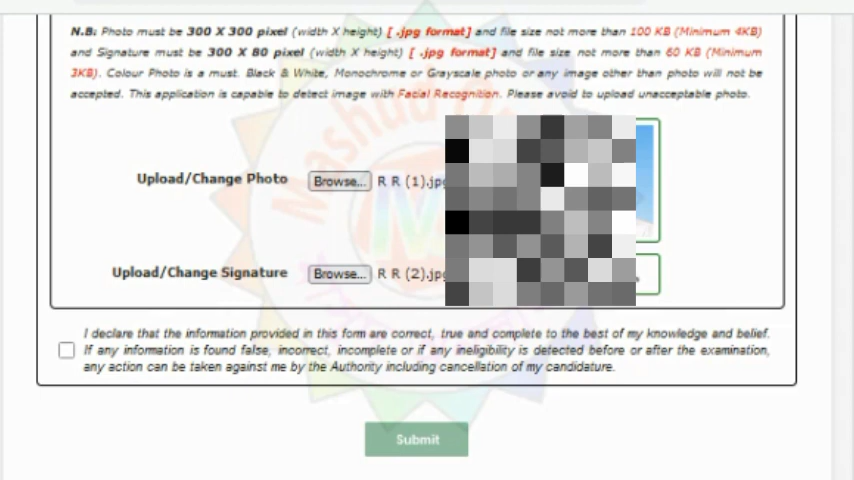 N.B: Photo must be 300 X 300 pixel (width X height) [ .jpg format] and file size not more than 100 KB (Minimum 4KB)
and Signature must be 300 X 80 pixel (width X height) [ .jpg format] and file size not more than 60 KB (Minimum
3KB). Colour Photo is a must. Black & White, Monochrome or Grayscale photo or any image other than photo will not be
accepted. This application is capable to detect image with Facial Recognition. Please avoid to upload unacceptable photo.
Upload/Change Photo Browse... R R (1).jpg
Upload/Change Signature Browse... R R (2).jpg
I declare that the information provided in this form are correct, true and complete to the best of my knowledge and belief.
If any information is found false, incorrect, incomplete or if any ineligibility is detected before or after the examination,
any action can be taken against me by the Authority including cancellation of my candidature.
Submit